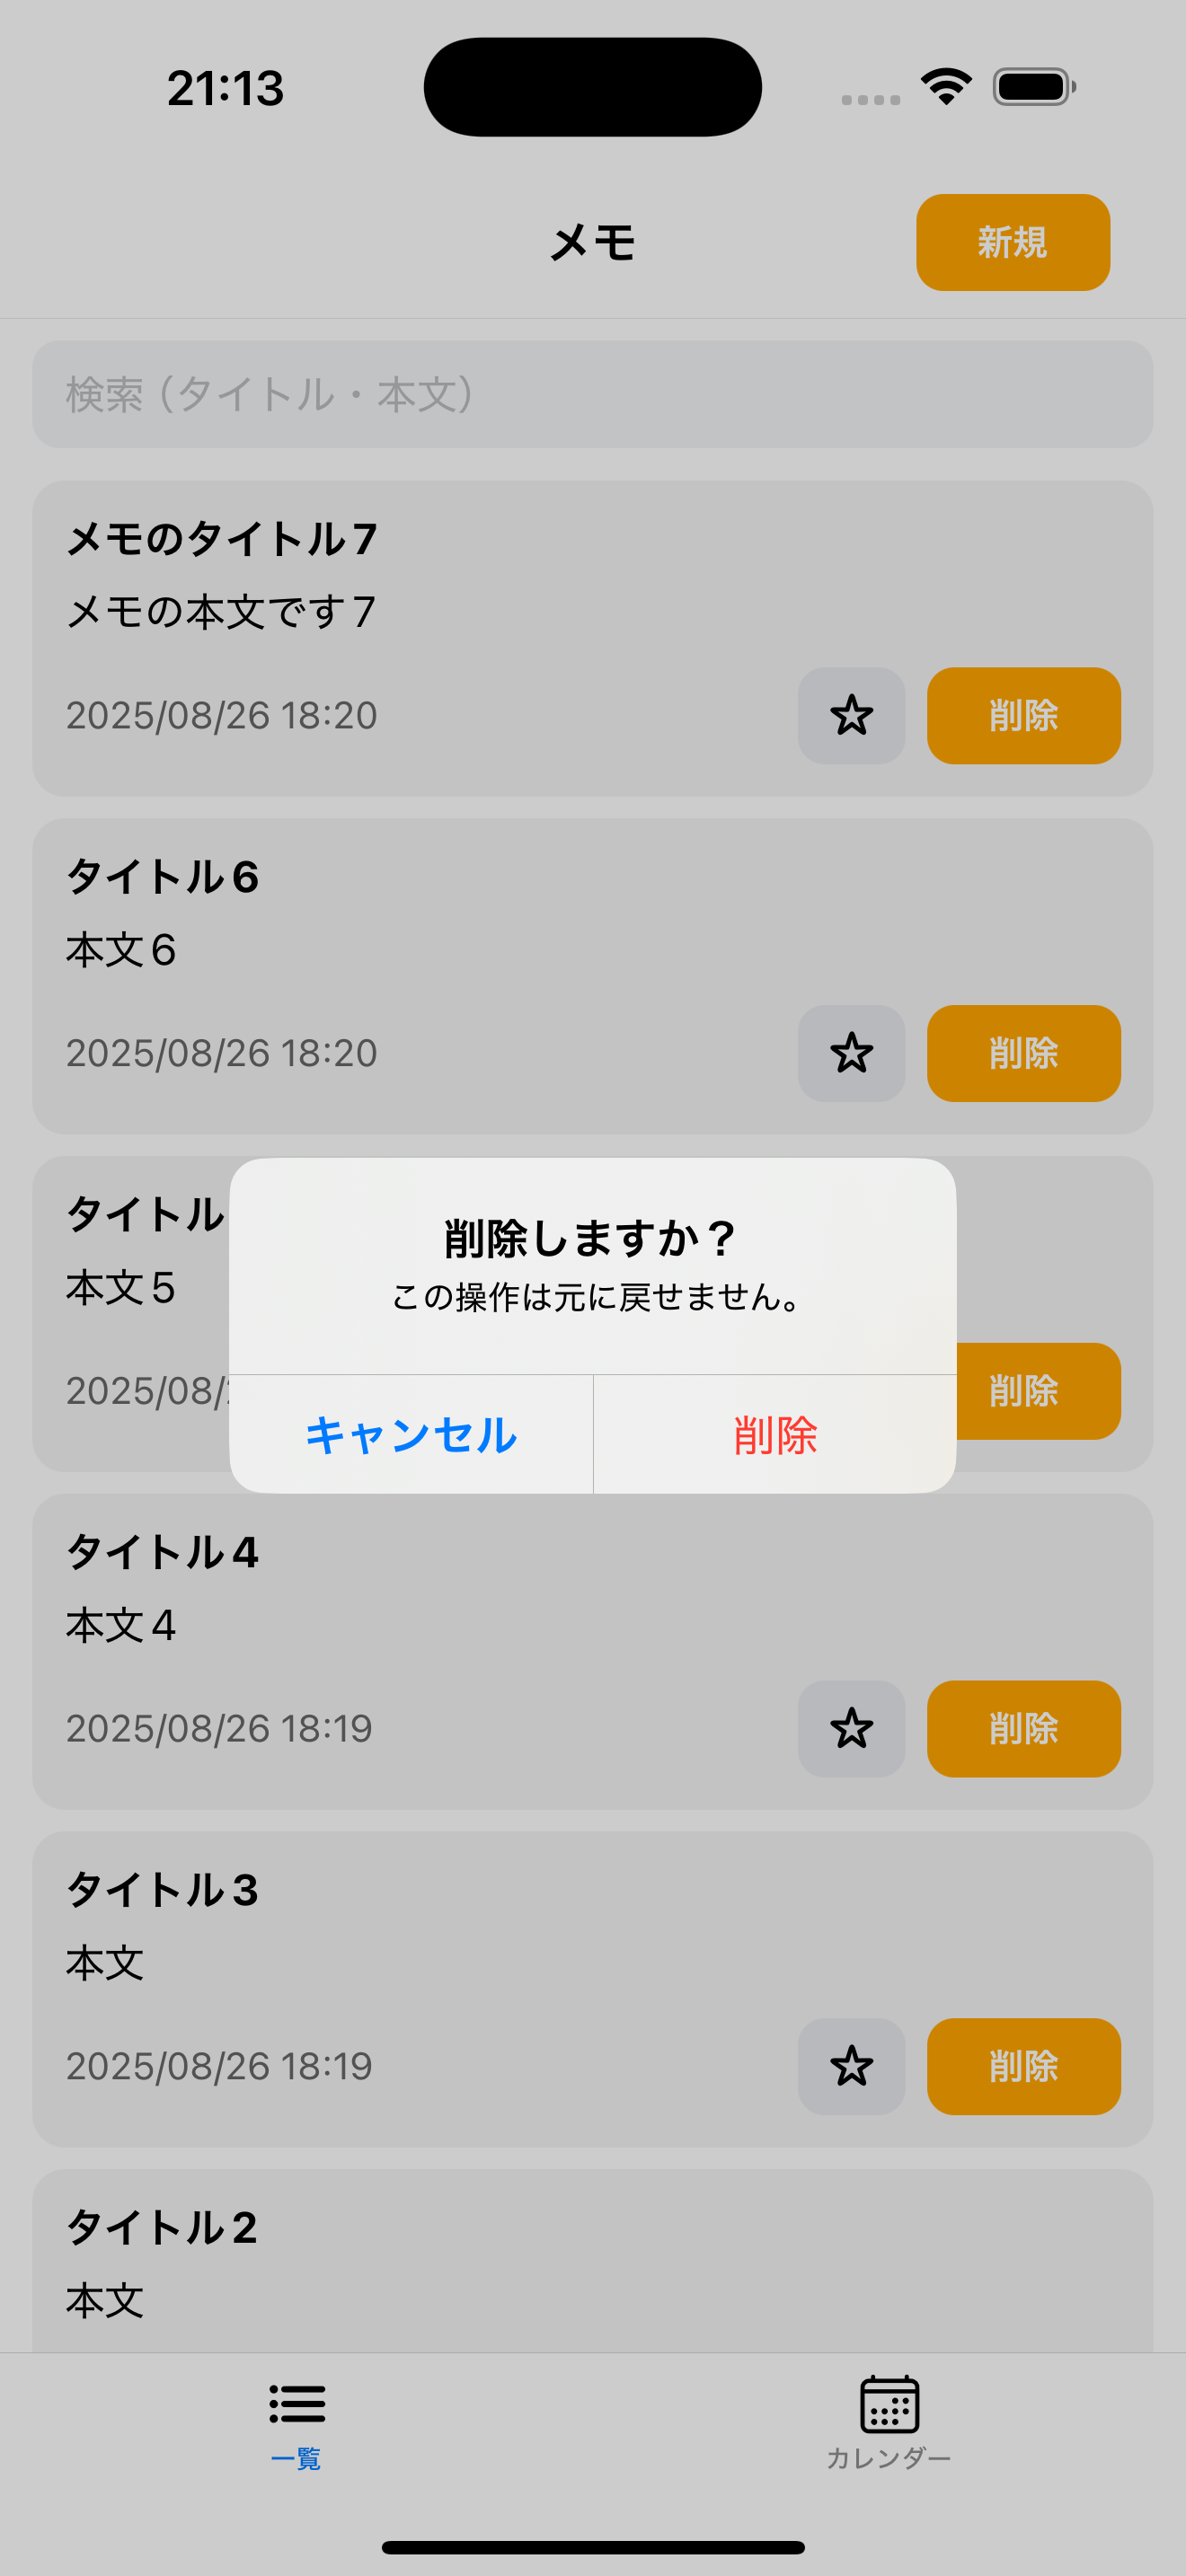 21:13
メモ
新規
検索（タイトル・本文）
メモのタイトル7
メモの本文です7
2025/08/26 18:20
削除
タイトル6
本文6
2025/08/26 18:20
削除
タイトル
本文5
2025/08/
削除
削除しますか？
この操作は元に戻せません。
キャンセル
削除
タイトル4
本文4
2025/08/26 18:19
削除
タイトル3
本文
2025/08/26 18:19
削除
タイトル2
本文
一覧
カレンダー